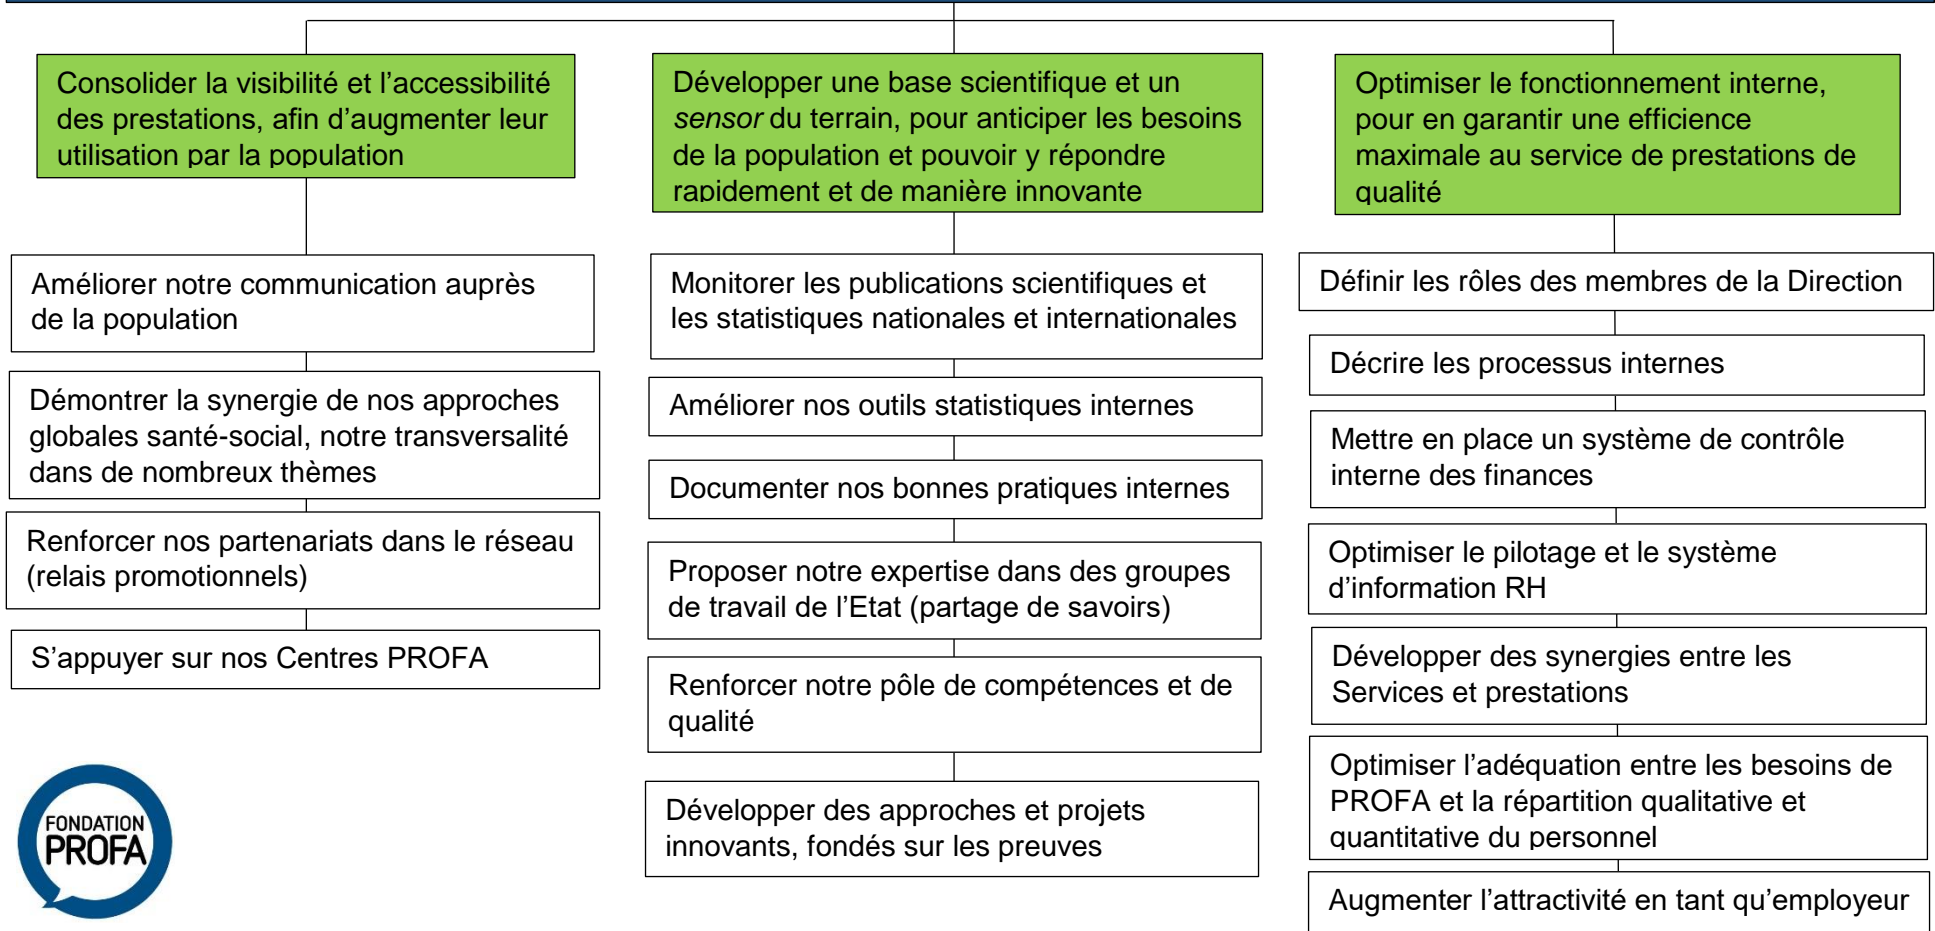 Consolider la visibilité et l’accessibilité
des prestations, afin d’augmenter leur
utilisation par la population
Améliorer notre communication auprès
de la population
Démontrer la synergie de nos approches
globales santé-social, notre transversalité
dans de nombreux thèmes
Renforcer nos partenariats dans le réseau
(relais promotionnels)
S’appuyer sur nos Centres PROFA
Développer une base scientifique et un
sensor du terrain, pour anticiper les besoins
de la population et pouvoir y répondre
rapidement et de manière innovante
Monitorer les publications scientifiques et
les statistiques nationales et internationales
Améliorer nos outils statistiques internes
Documenter nos bonnes pratiques internes
Proposer notre expertise dans des groupes
de travail de l’Etat (partage de savoirs)
Renforcer notre pôle de compétences et de
qualité
Développer des approches et projets
innovants, fondés sur les preuves
Optimiser le fonctionnement interne,
pour en garantir une efficience
maximale au service de prestations de
qualité
Définir les rôles des membres de la Direction
Décrire les processus internes
Mettre en place un système de contrôle
interne des finances
Optimiser le pilotage et le système
d’information RH
Développer des synergies entre les
Services et prestations
Optimiser l’adéquation entre les besoins de
PROFA et la répartition qualitative et
quantitative du personnel
Augmenter l’attractivité en tant qu’employeur
FONDATION
PROFA